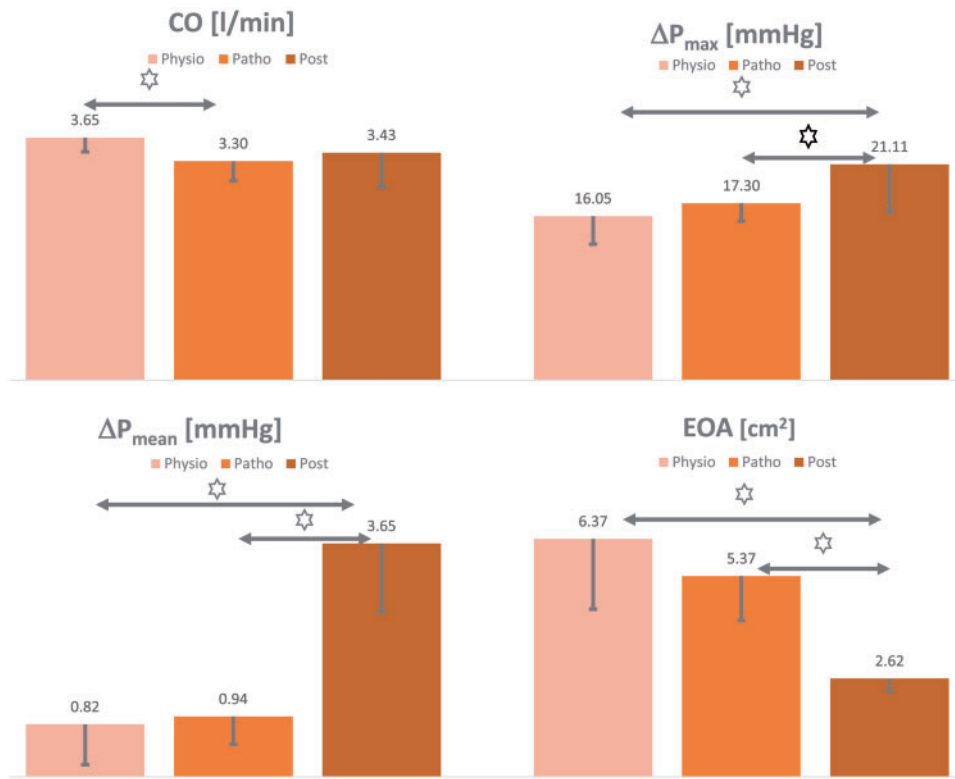 CO [l/min]
Physio Patho Post
3.65
3.30
3.43
ΔPmax [mmHg]
Physio Patho Post
16.05
17.30
21.11
ΔPmean [mmHg]
Physio Patho Post
0.82
0.94
3.65
EOA [cm²]
Physio Patho Post
6.37
5.37
2.62